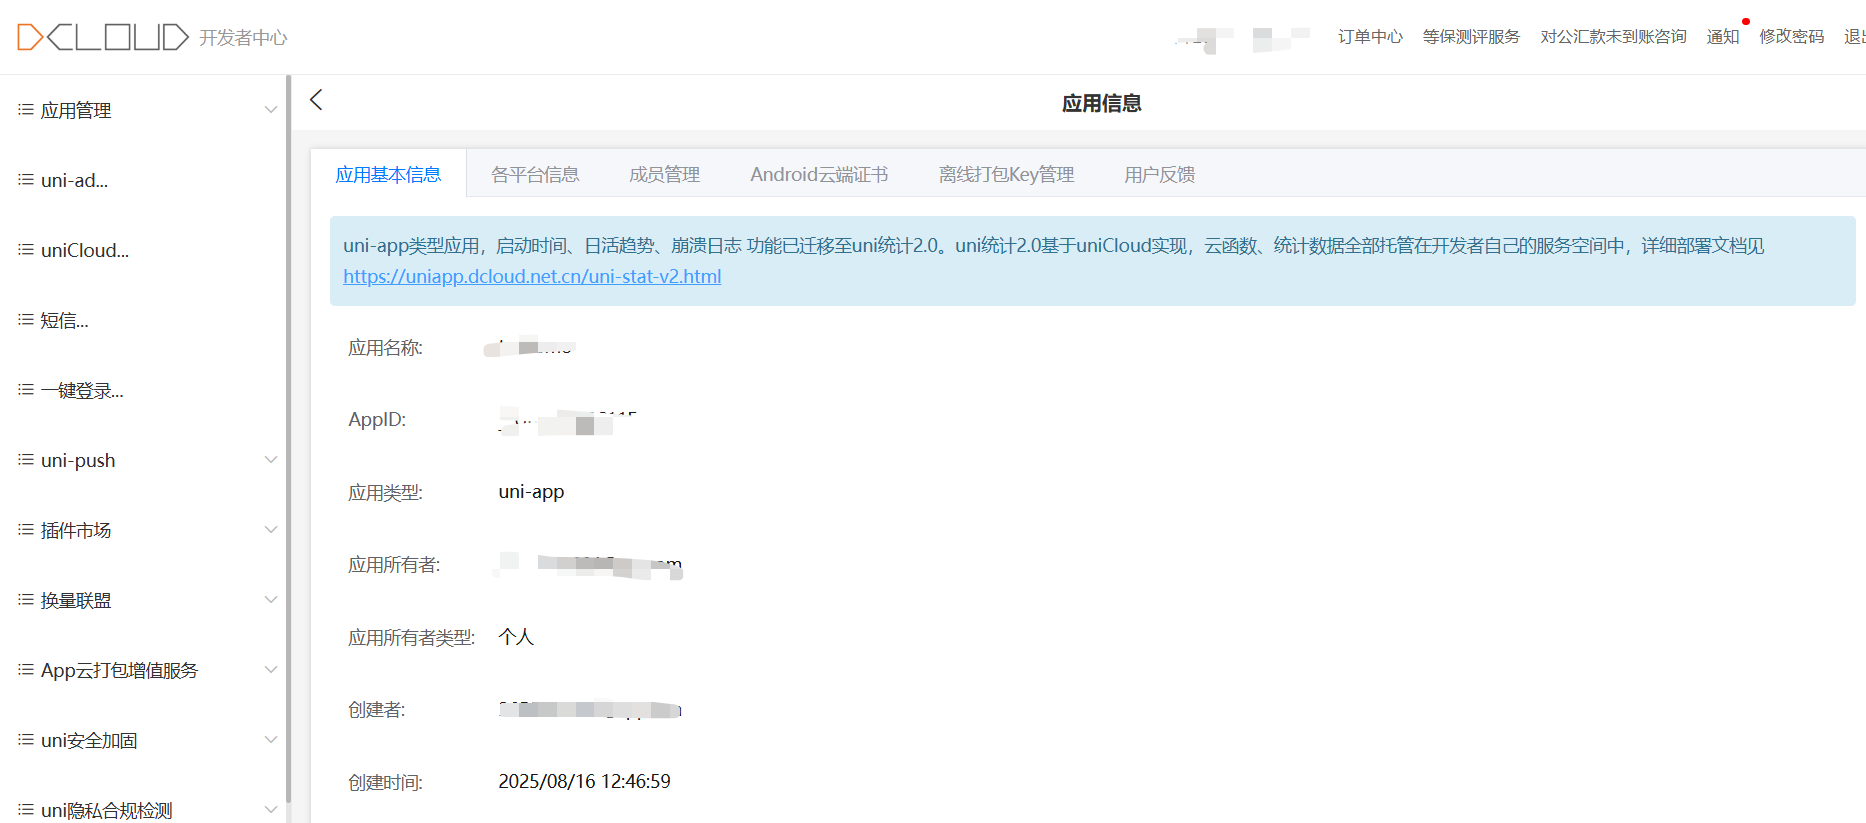 DCLOUD 开发者中心
订单中心 等保测评服务 对公汇款未到账咨询 通知 修改密码 退出
应用管理
uni-ad...
uniCloud...
短信...
一键登录...
uni-push
插件市场
换量联盟
App云打包增值服务
uni安全加固
uni隐私合规检测
应用信息
应用基本信息 各平台信息 成员管理 Android云端证书 离线打包Key管理 用户反馈
uni-app类型应用，启动时间、日活趋势、崩溃日志 功能已迁移至uni统计2.0。uni统计2.0基于uniCloud实现，云函数、统计数据全部托管在开发者自己的服务空间中，详细部署文档见
https://uniapp.dcloud.net.cn/uni-stat-v2.html
应用名称:
AppID:
应用类型: uni-app
应用所有者:
应用所有者类型: 个人
创建者:
创建时间: 2025/08/16 12:46:59